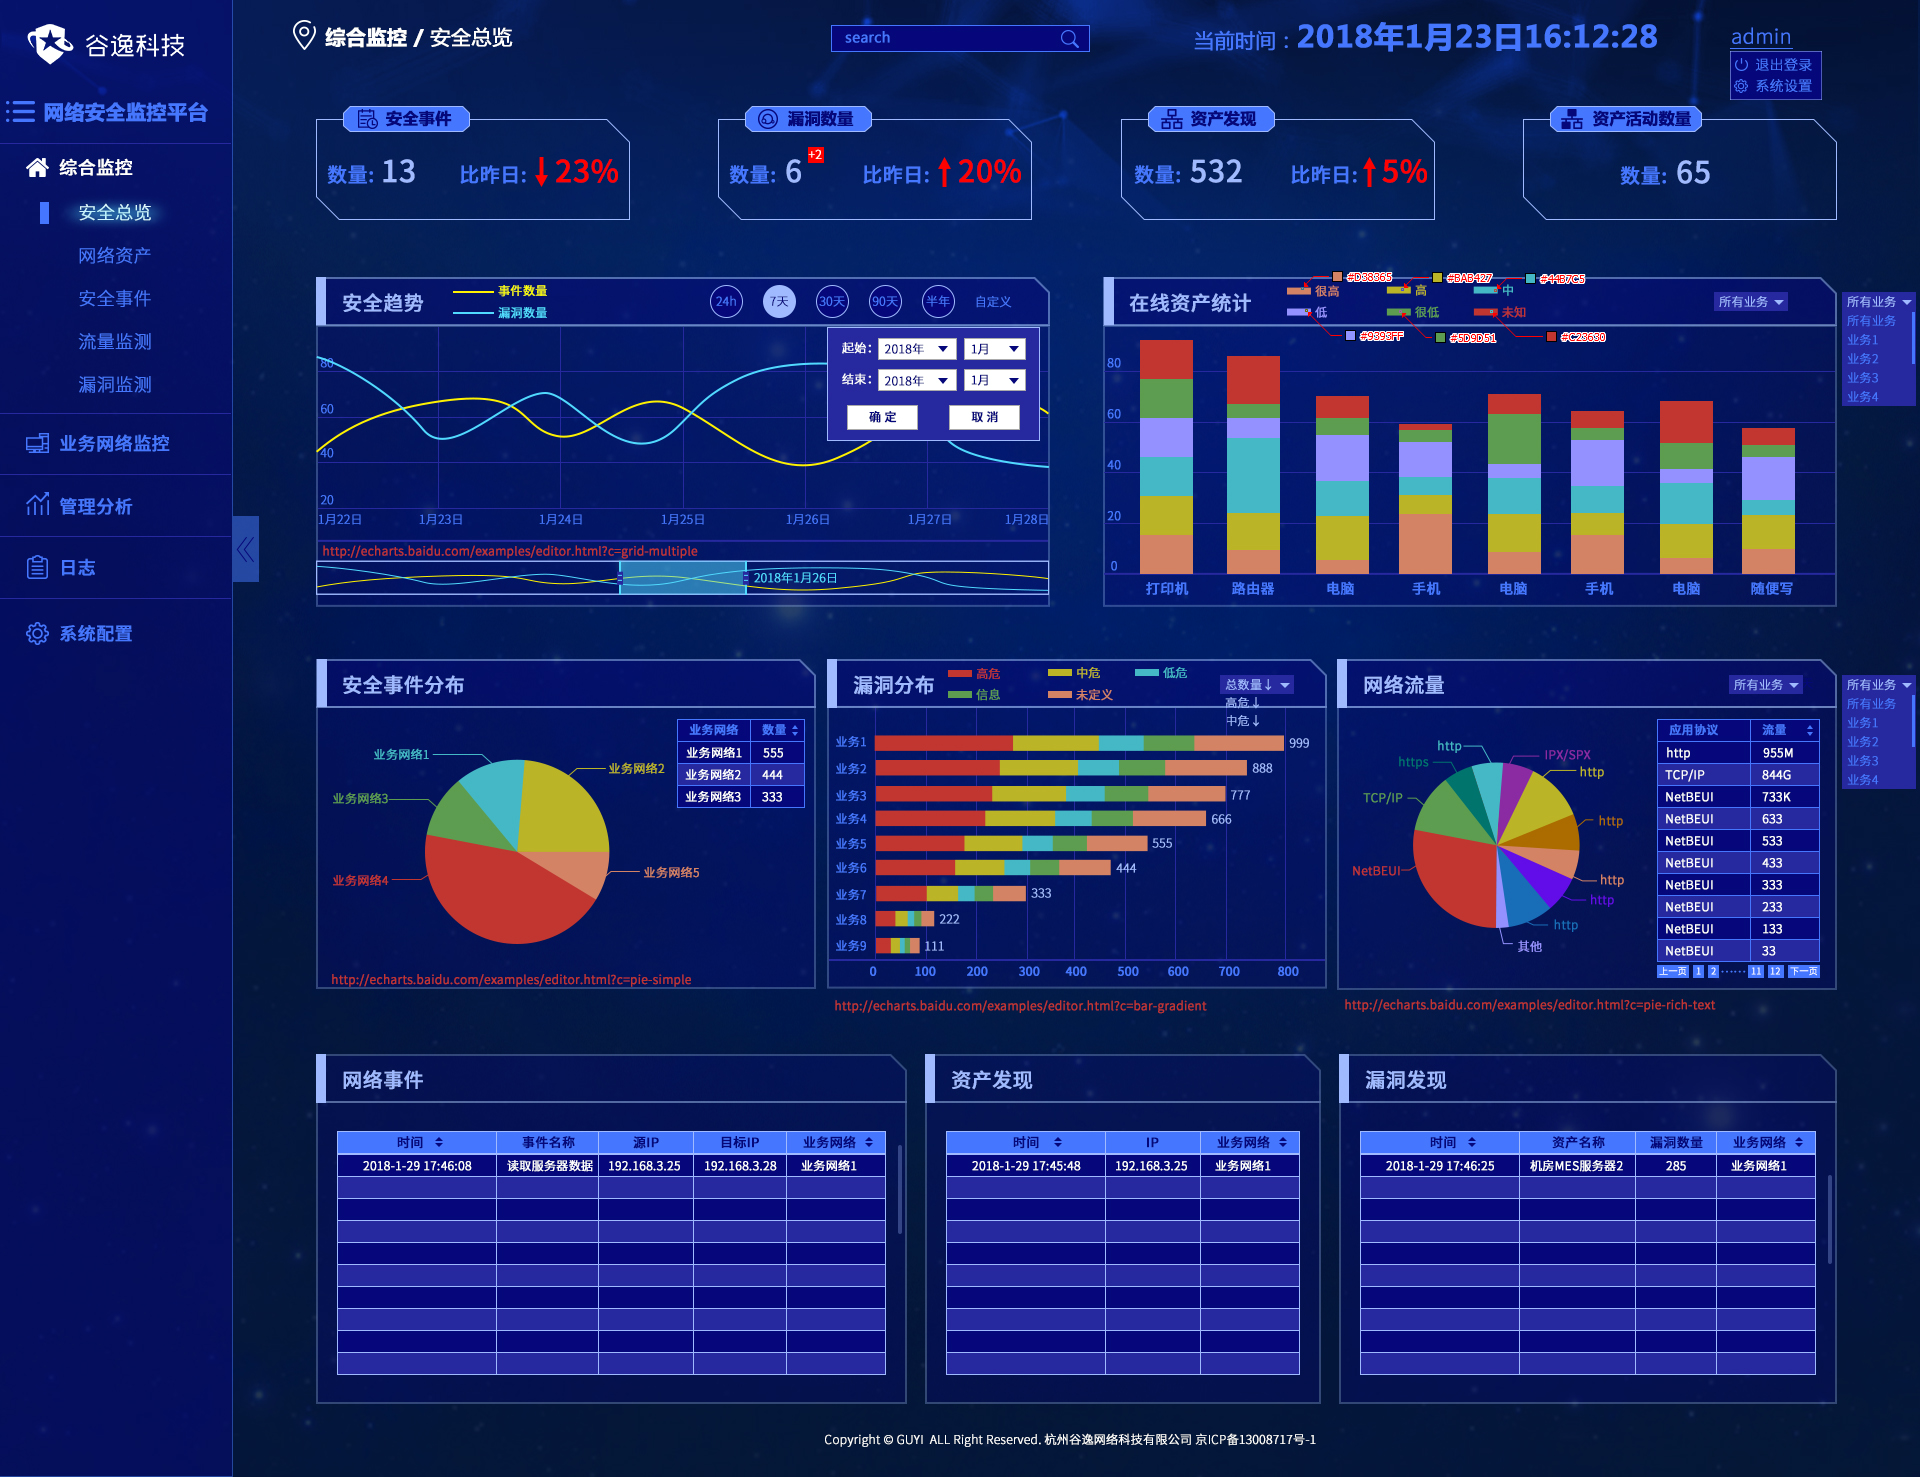 谷逸科技
网络安全监控平台
综合监控
安全总览
网络资产
安全事件
流量监测
漏洞监测
业务网络监控
管理分析
日志
系统配置
综合监控 / 安全总览
search
当前时间：2018年1月23日16:12:28
admin
退出登录
系统设置
安全事件
数量: 13
比昨日: 23%
漏洞数量
数量: 6
+2
比昨日: 20%
资产发现
数量: 532
比昨日: 5%
资产活动数量
数量: 65
安全趋势
事件数量
漏洞数量
24h
7天
30天
90天
半年
自定义
起始:
2018年
1月
结束:
2018年
1月
确 定
取 消
80
60
40
20
1月22日
1月23日
1月24日
1月25日
1月26日
1月27日
1月28日
http://echarts.baidu.com/examples/editor.html?c=grid-multiple
2018年1月26日
在线资产统计
#D38365
#BAB427
#44B7C5
很高
高
中
低
很低
未知
#9393FF
#5D9D51
#C23630
所有业务
所有业务
所有业务
业务1
业务2
业务3
业务4
80
60
40
20
0
打印机
路由器
电脑
手机
电脑
手机
电脑
随便写
安全事件分布
业务网络1
业务网络2
业务网络3
业务网络4
业务网络5
业务网络 数量
业务网络1 555
业务网络2 444
业务网络3 333
http://echarts.baidu.com/examples/editor.html?c=pie-simple
漏洞分布
高危
中危
低危
信息
未定义
总数量↓
高危↓
中危↓
业务1 999
业务2 888
业务3 777
业务4 666
业务5 555
业务6 444
业务7 333
业务8 222
业务9 111
0 100 200 300 400 500 600 700 800
http://echarts.baidu.com/examples/editor.html?c=bar-gradient
网络流量
所有业务
所有业务
所有业务
业务1
业务2
业务3
业务4
http
IPX/SPX
https
http
TCP/IP
http
NetBEUI
http
http
http
其他
应用协议 流量
http 955M
TCP/IP 844G
NetBEUI 733K
NetBEUI 633
NetBEUI 533
NetBEUI 433
NetBEUI 333
NetBEUI 233
NetBEUI 133
NetBEUI 33
上一页 1 2 ······ 11 12 下一页
http://echarts.baidu.com/examples/editor.html?c=pie-rich-text
网络事件
时间 事件名称 源IP 目标IP 业务网络
2018-1-29 17:46:08 读取服务器数据 192.168.3.25 192.168.3.28 业务网络1
资产发现
时间 IP 业务网络
2018-1-29 17:45:48 192.168.3.25 业务网络1
漏洞发现
时间 资产名称 漏洞数量 业务网络
2018-1-29 17:46:25 机房MES服务器2 285 业务网络1
Copyright © GUYI ALL Right Reserved. 杭州谷逸网络科技有限公司 京ICP备13008717号-1